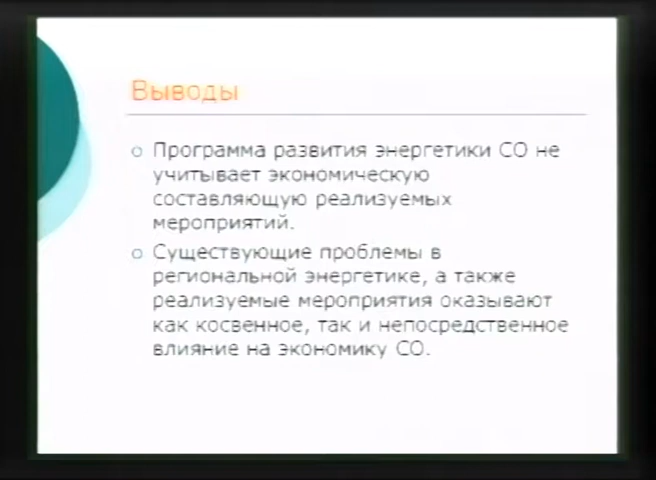 Выводы
Программа развития энергетики СО не
учитывает экономическую
составляющую реализуемых
мероприятий.
Существующие проблемы в
региональной энергетике, а также
реализуемые мероприятия оказывают
как косвенное, так и непосредственное
влияние на экономику СО.